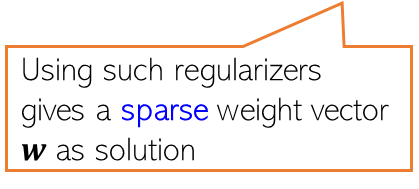 Using such regularizers
gives a sparse weight vector
w as solution